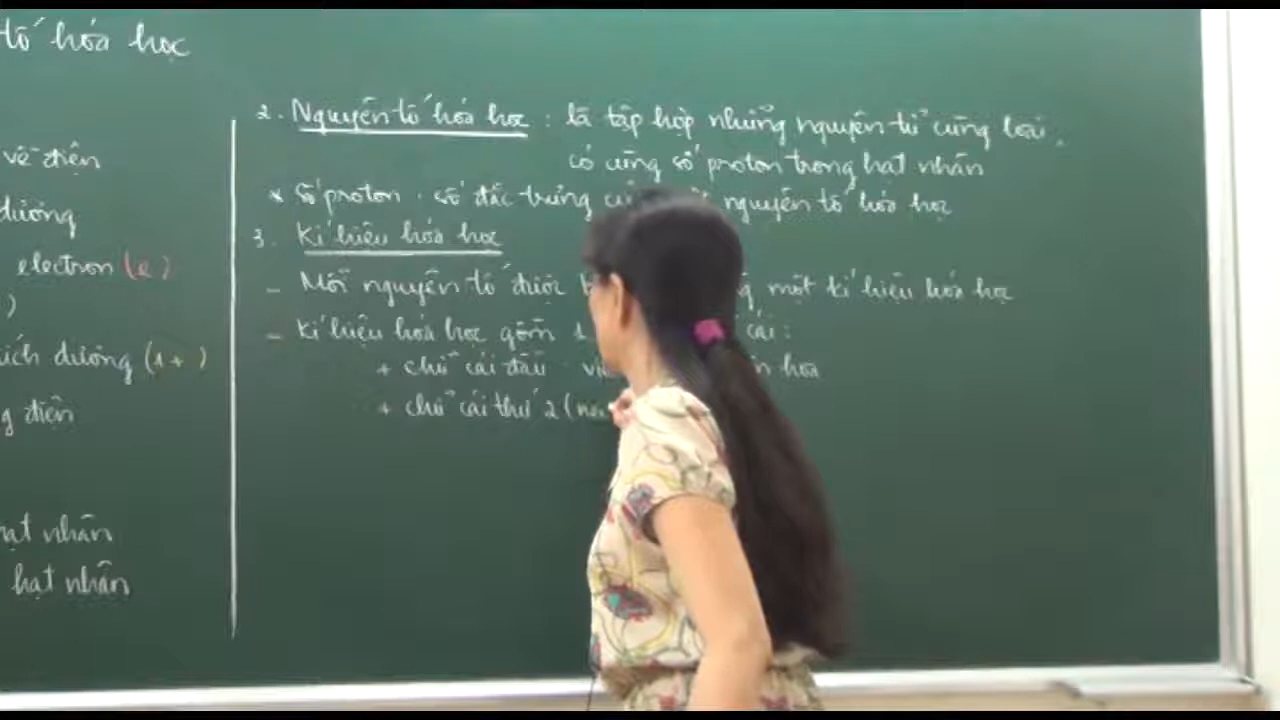 tố hóa học
về điện
dương
electron (e)
)
ích dương (1+)
g điện
ạt nhân
hạt nhân
2. Nguyên tố hóa học : là tập hợp những nguyên tử cùng loại,
có cùng số proton trong hạt nhân
* Số proton : số đặc trưng nguyên tố hóa học
3. Kí hiệu hóa học
- Mỗi nguyên tố được một kí hiệu hóa học
- Kí hiệu hóa học gồm 1 cái :
+ chữ cái đầu : hoa
+ chữ cái thứ 2 (